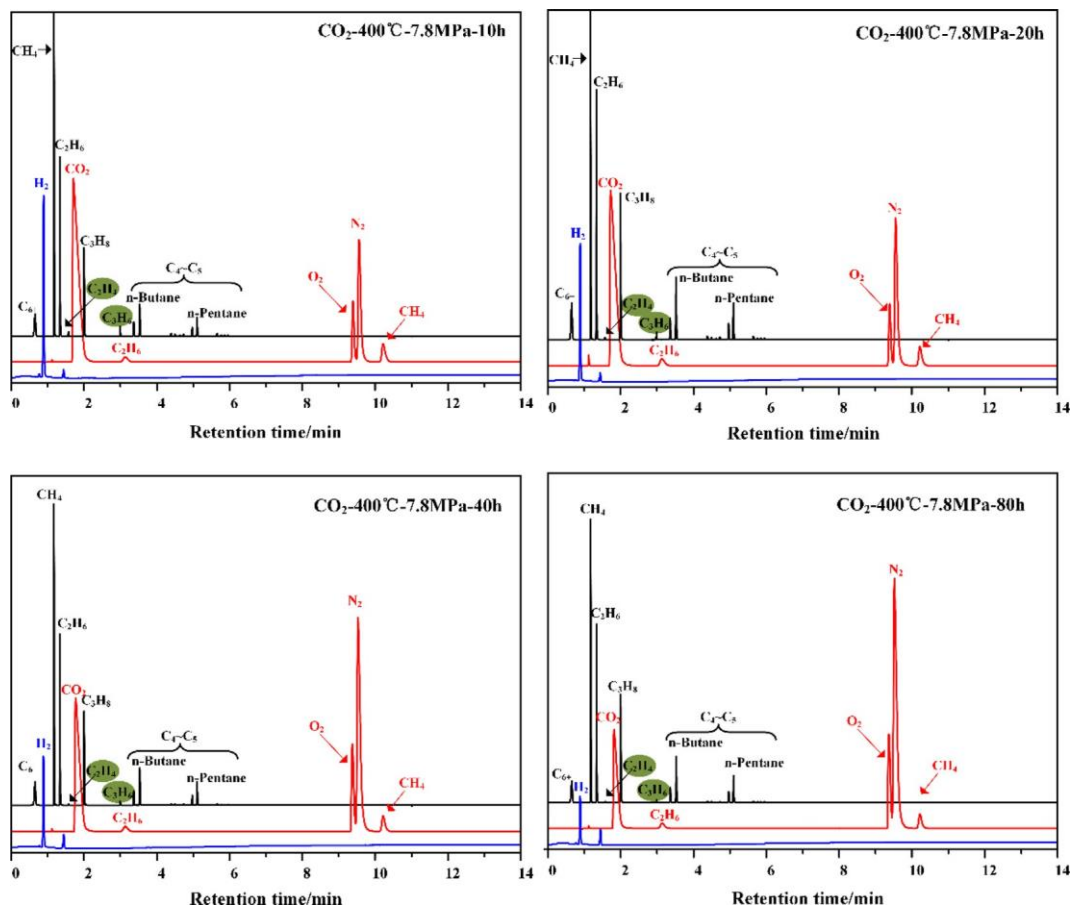 CO₂-400℃-7.8MPa-10h
CH₄
C₂H₆
CO₂
H₂
C₃H₈
C₄~C₅
N₂
C₂H₄
n-Butane
O₂
C₆
C₃H₆
n-Pentane
CH₄
C₂H₆
0 2 4 6 8 10 12 14
Retention time/min
CO₂-400℃-7.8MPa-20h
CH₄
C₂H₆
CO₂
C₃H₈
N₂
H₂
C₄~C₅
O₂
n-Butane
C₆-
C₂H₄
n-Pentane
C₃H₆
CH₄
C₂H₆
0 2 4 6 8 10 12 14
Retention time/min
CH₄
CO₂-400℃-7.8MPa-40h
N₂
C₂H₆
CO₂
C₃H₈
O₂
C₄~C₅
H₂
n-Butane
C₆
C₂H₄
n-Pentane
CH₄
C₃H₆
C₂H₆
0 2 4 6 8 10 12 14
Retention time/min
CH₄
CO₂-400℃-7.8MPa-80h
N₂
C₂H₆
C₃H₈
CO₂
C₄~C₅
O₂
n-Butane
C₂H₄
n-Pentane
CH₄
C₆+
H₂
C₃H₆
C₂H₆
0 2 4 6 8 10 12 14
Retention time/min